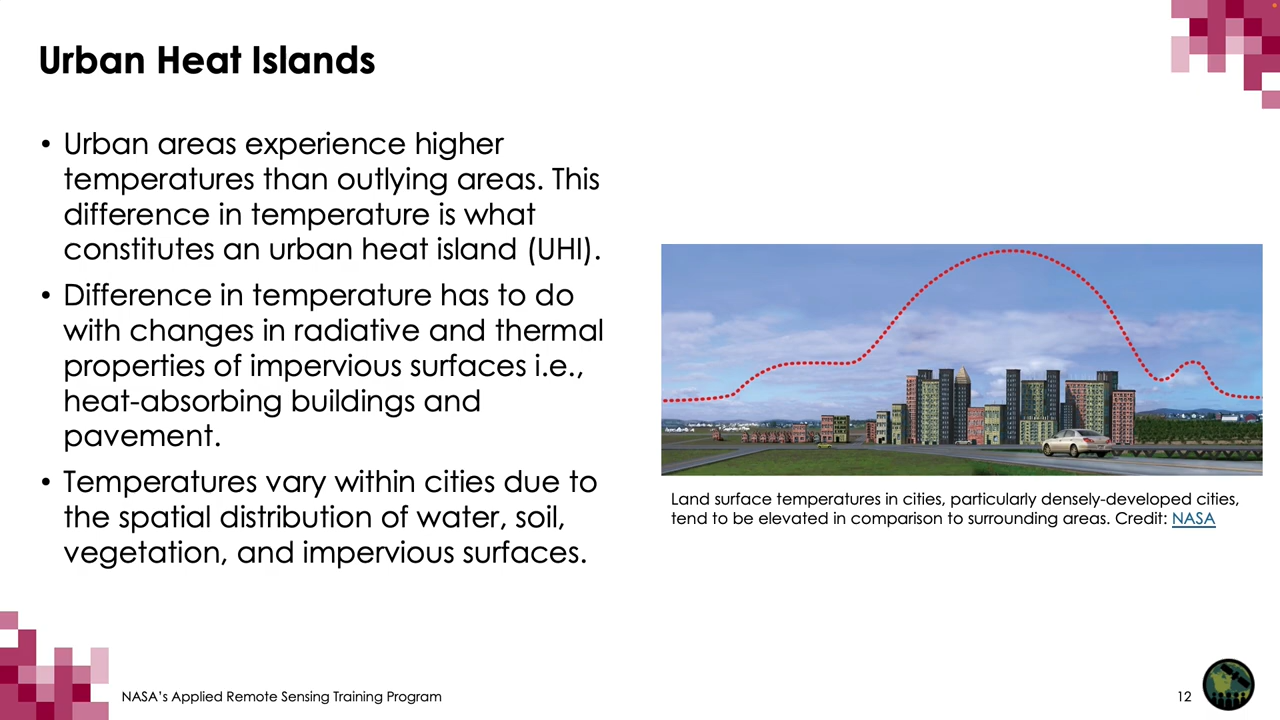 Urban Heat Islands
• Urban areas experience higher
temperatures than outlying areas. This
difference in temperature is what
constitutes an urban heat island (UHI).
• Difference in temperature has to do
with changes in radiative and thermal
properties of impervious surfaces i.e.,
heat-absorbing buildings and
pavement.
• Temperatures vary within cities due to
the spatial distribution of water, soil,
vegetation, and impervious surfaces.
Land surface temperatures in cities, particularly densely-developed cities,
tend to be elevated in comparison to surrounding areas. Credit: NASA
NASA's Applied Remote Sensing Training Program
12